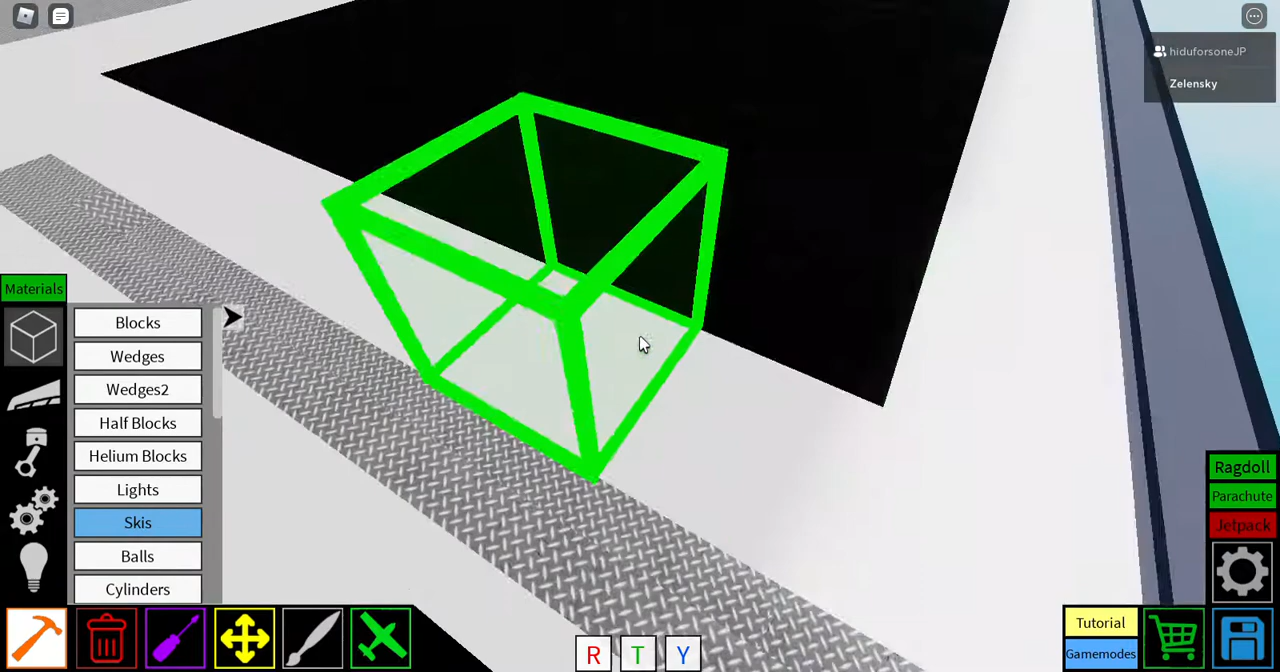 hiduforsoneJP
Zelensky
Materials
Blocks
Wedges
Wedges2
Half Blocks
Helium Blocks
Lights
Skis
Balls
Cylinders
Ragdoll
Parachute
Jetpack
Tutorial
Gamemodes
R T Y